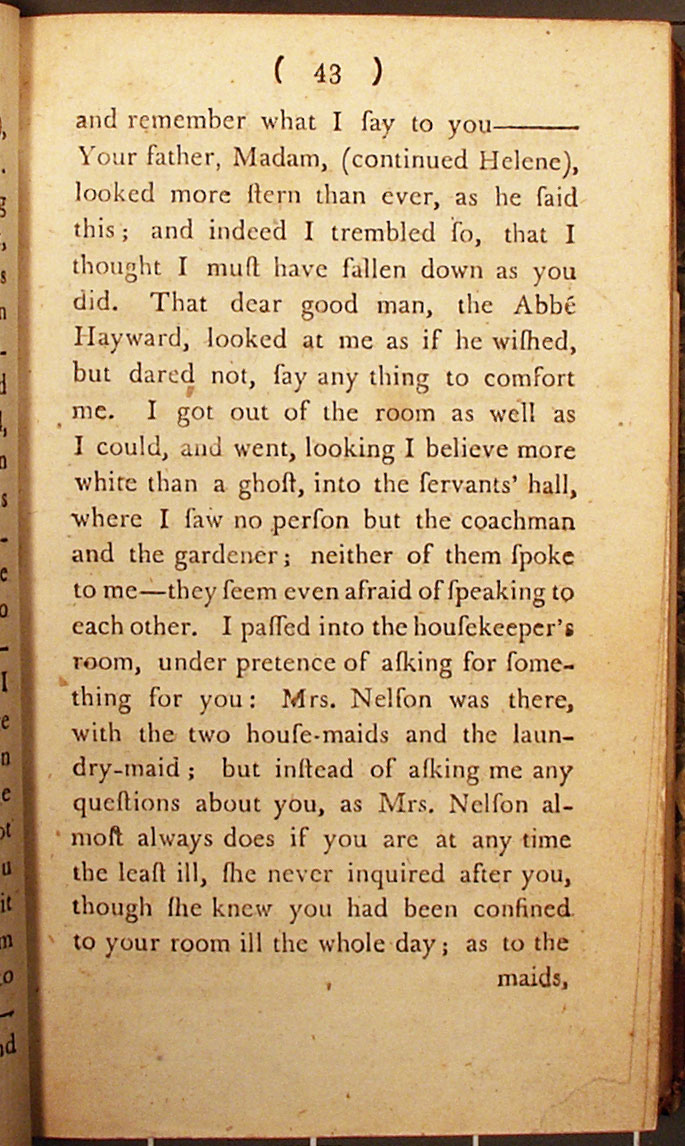 ( 43 )
and remember what I ſay to you———
Your father, Madam, (continued Helene),
looked more ſtern than ever, as he ſaid
this; and indeed I trembled ſo, that I
thought I muſt have fallen down as you
did. That dear good man, the Abbé
Hayward, looked at me as if he wiſhed,
but dared not, ſay any thing to comfort
me. I got out of the room as well as
I could, and went, looking I believe more
white than a ghoſt, into the ſervants' hall,
where I ſaw no perſon but the coachman
and the gardener; neither of them ſpoke
to me—they ſeem even afraid of ſpeaking to
each other. I paſſed into the houſekeeper's
room, under pretence of aſking for ſome-
thing for you: Mrs. Nelſon was there,
with the two houſe-maids and the laun-
dry-maid; but inſtead of aſking me any
queſtions about you, as Mrs. Nelſon al-
moſt always does if you are at any time
the leaſt ill, ſhe never inquired after you,
though ſhe knew you had been confined
to your room ill the whole day; as to the
maids,